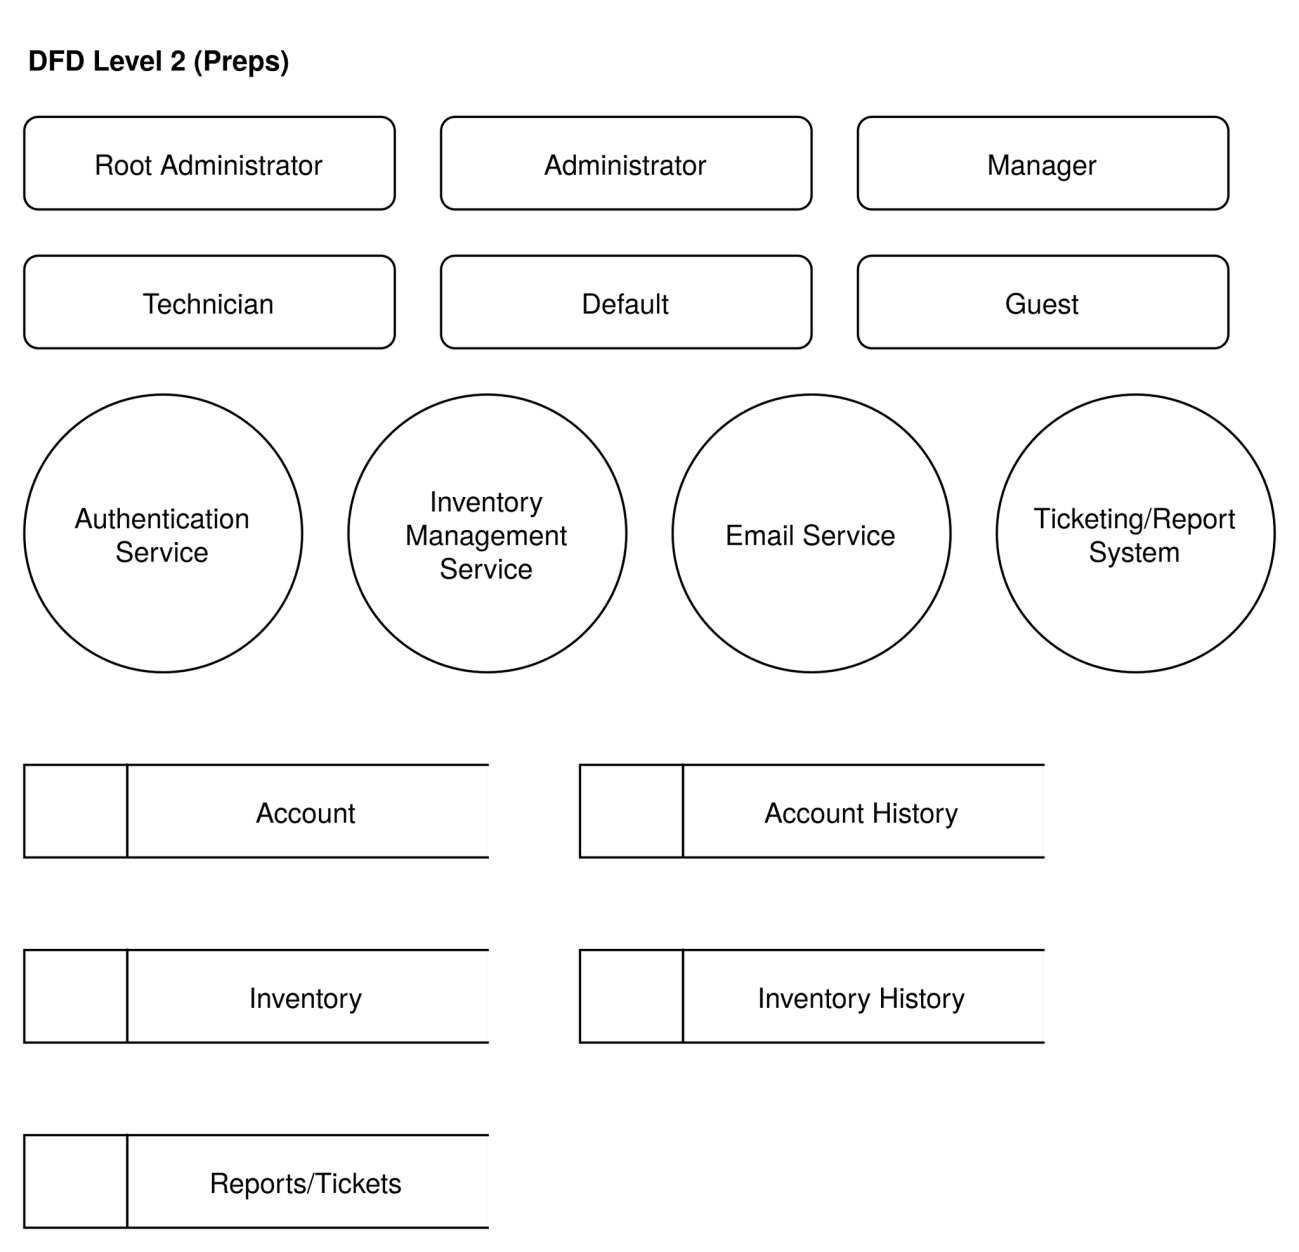 DFD Level 2 (Preps)
Root Administrator
Administrator
Manager
Technician
Default
Guest
Authentication
Service
Inventory
Management
Service
Email Service
Ticketing/Report
System
Account
Account History
Inventory
Inventory History
Reports/Tickets